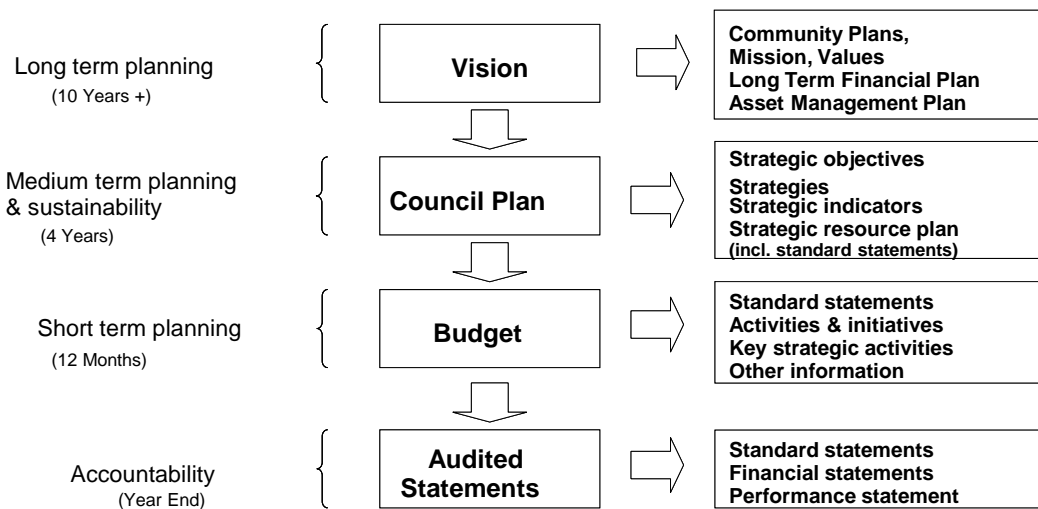 Long term planning
(10 Years +)
Vision
Community Plans,
Mission, Values
Long Term Financial Plan
Asset Management Plan
Medium term planning
& sustainability
(4 Years)
Council Plan
Strategic objectives
Strategies
Strategic indicators
Strategic resource plan
(incl. standard statements)
Short term planning
(12 Months)
Budget
Standard statements
Activities & initiatives
Key strategic activities
Other information
Accountability
(Year End)
Audited
Statements
Standard statements
Financial statements
Performance statement